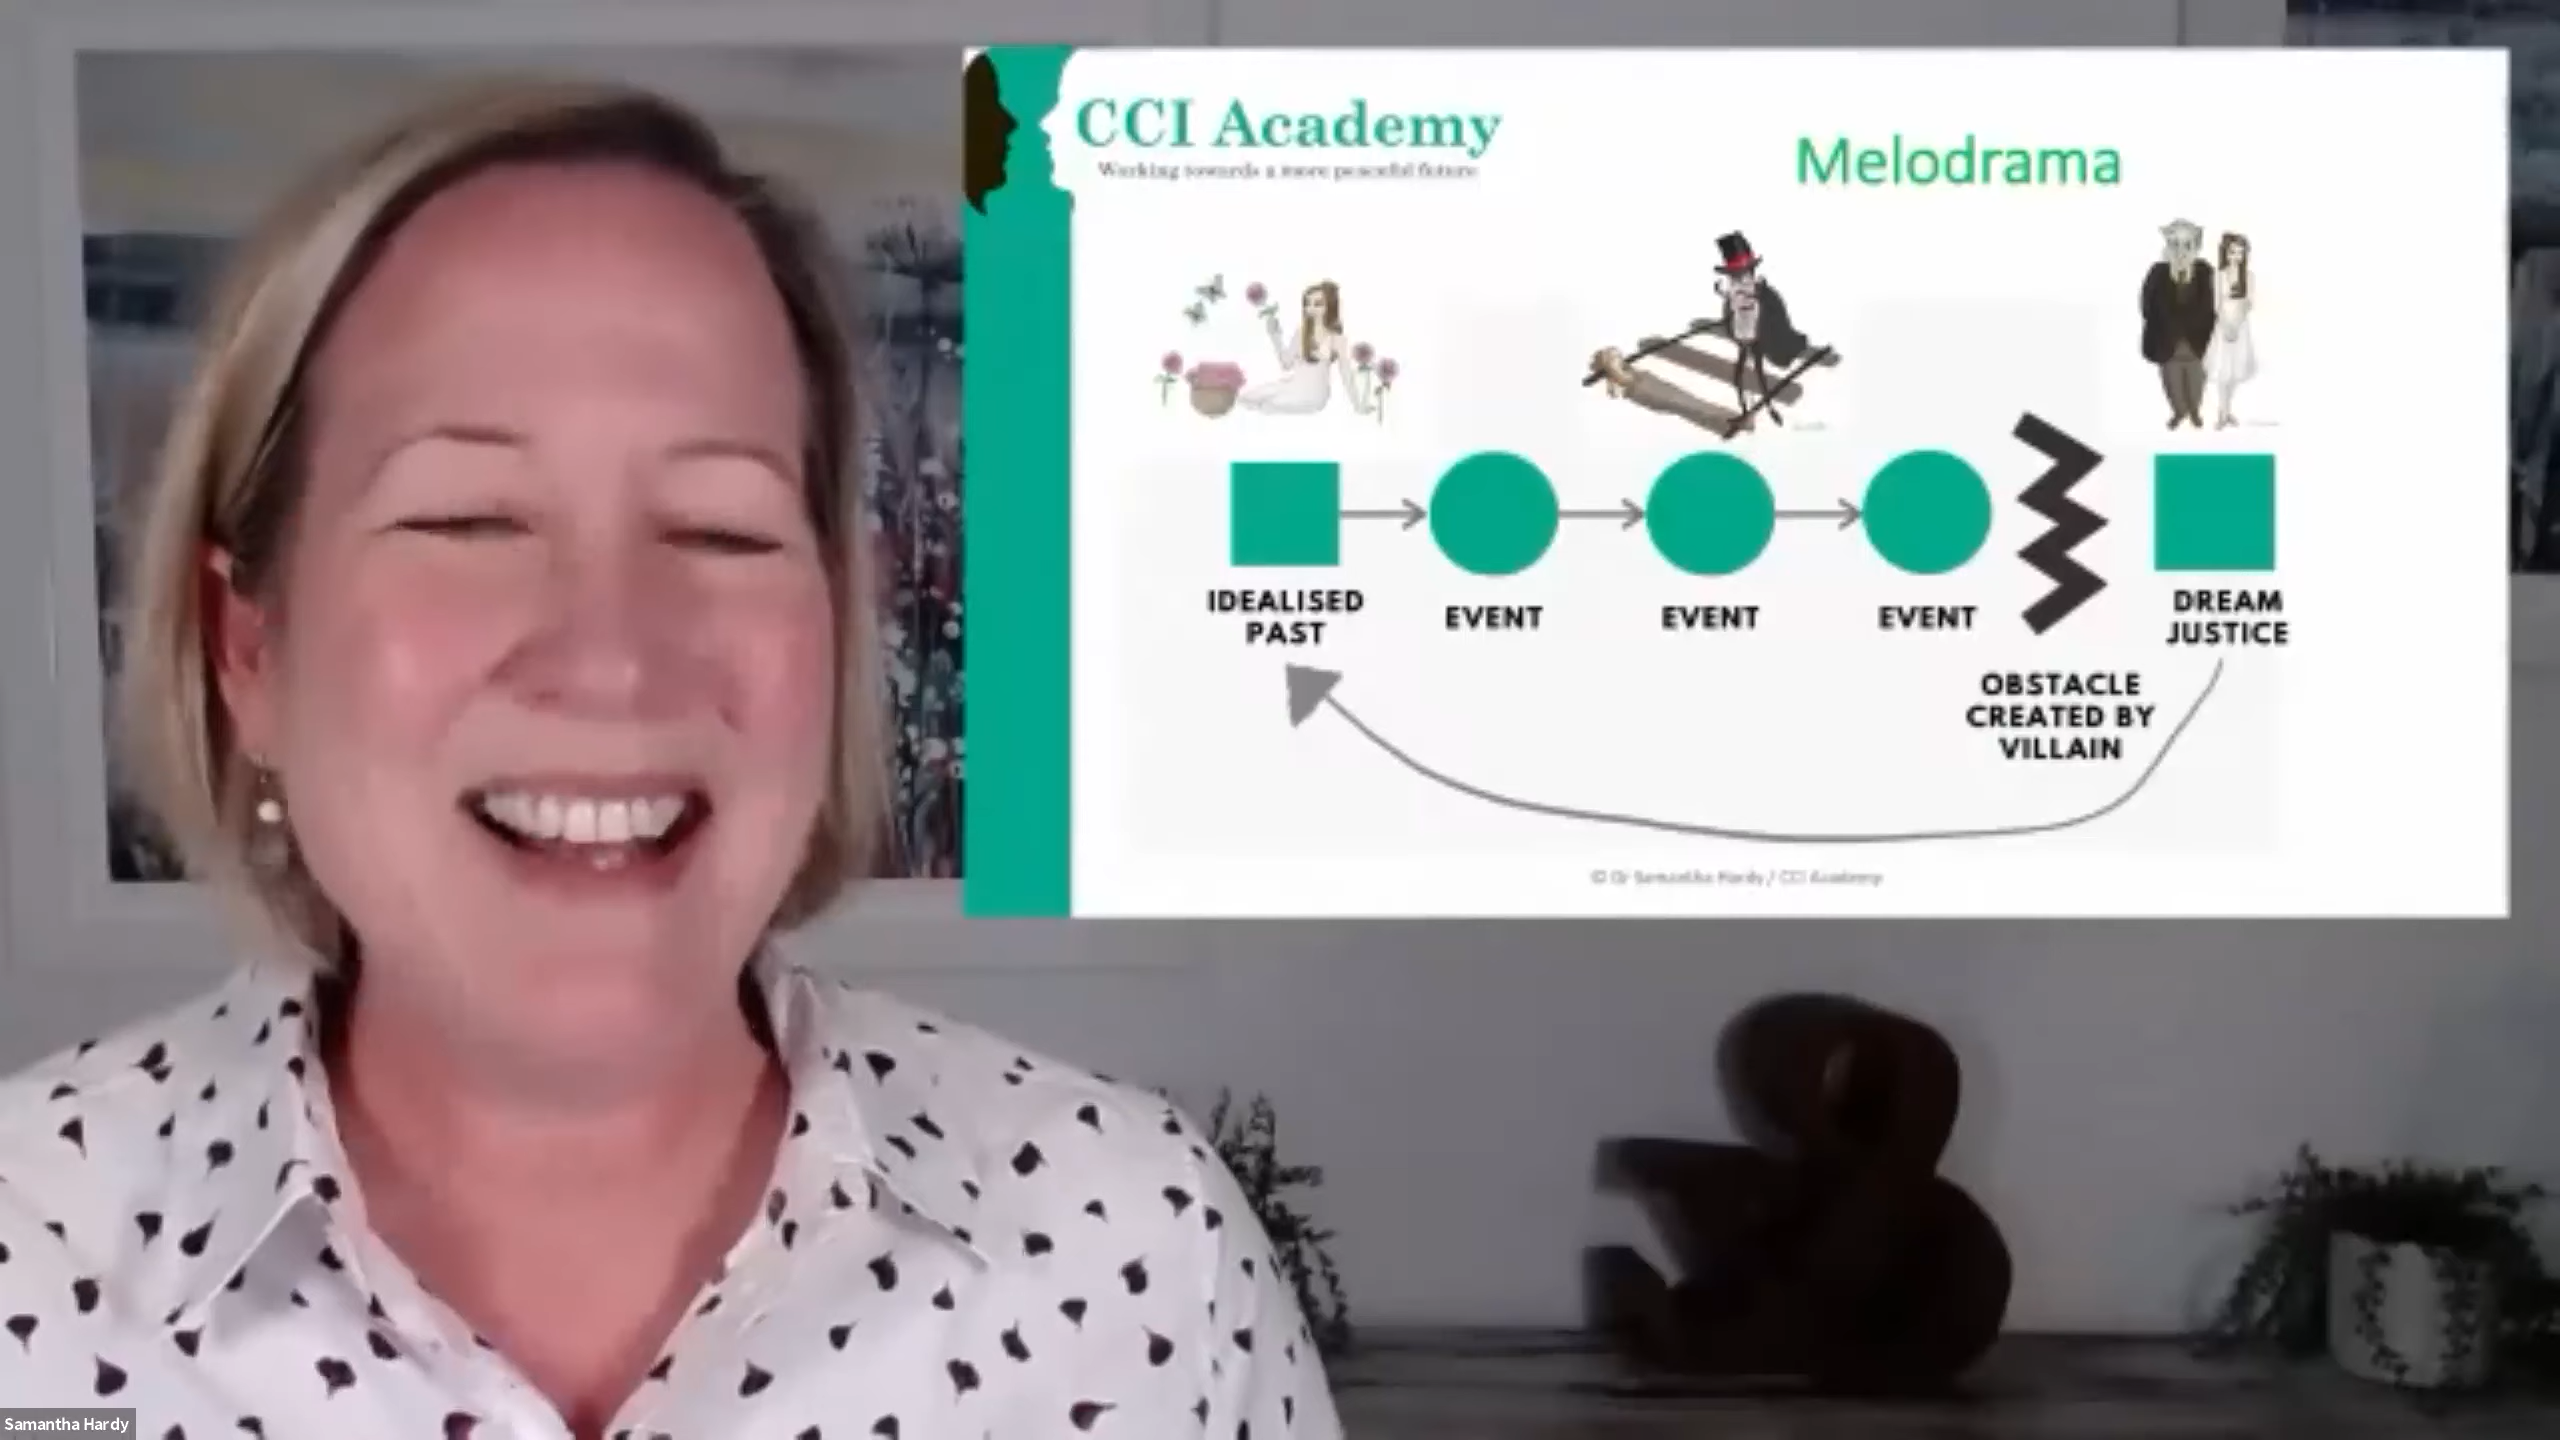 CCI Academy
Working towards a more peaceful future
Melodrama
IDEALISED
PAST
EVENT
EVENT
EVENT
DREAM
JUSTICE
OBSTACLE
CREATED BY
VILLAIN
© Dr Samantha Hardy / CCI Academy
Samantha Hardy